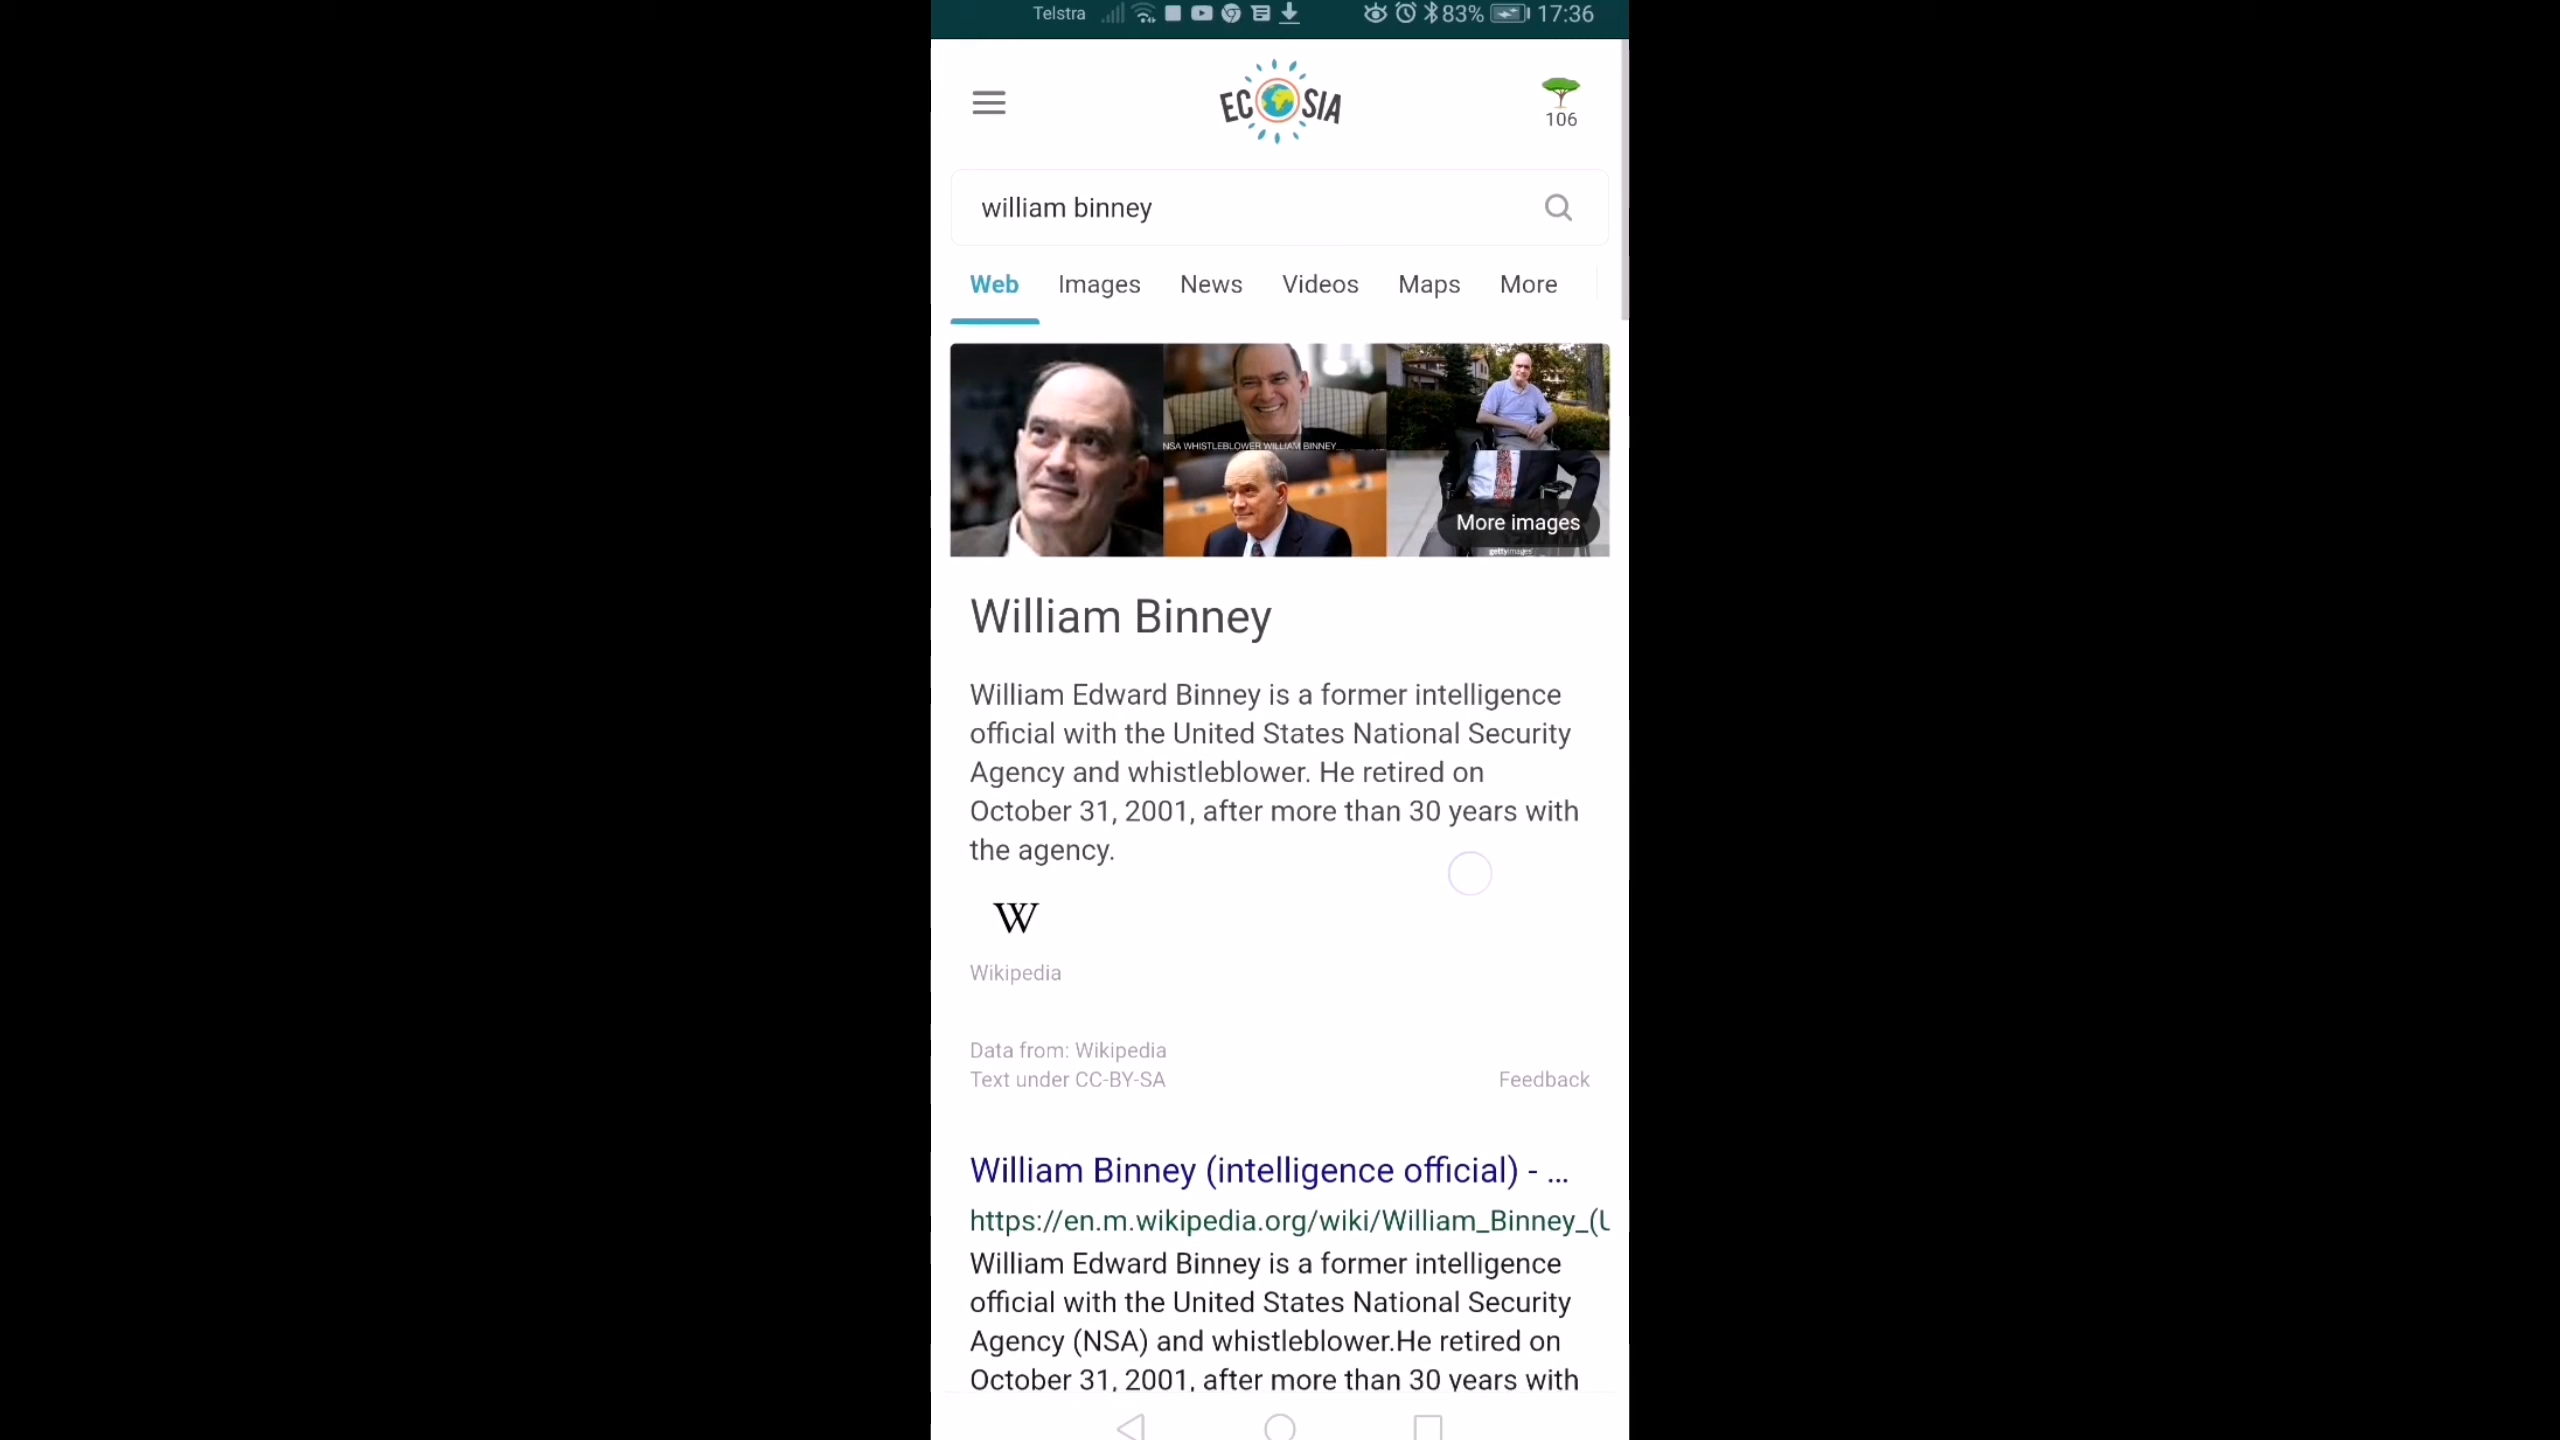 Telstra 83% 17:36
ECOSIA
106
william binney
Web Images News Videos Maps More
NSA WHISTLEBLOWER WILLIAM BINNEY
More images
gettyimages
William Binney
William Edward Binney is a former intelligence
official with the United States National Security
Agency and whistleblower. He retired on
October 31, 2001, after more than 30 years with
the agency.
W
Wikipedia
Data from: Wikipedia
Text under CC-BY-SA Feedback
William Binney (intelligence official) - ...
https://en.m.wikipedia.org/wiki/William_Binney_(U
William Edward Binney is a former intelligence
official with the United States National Security
Agency (NSA) and whistleblower.He retired on
October 31, 2001, after more than 30 years with